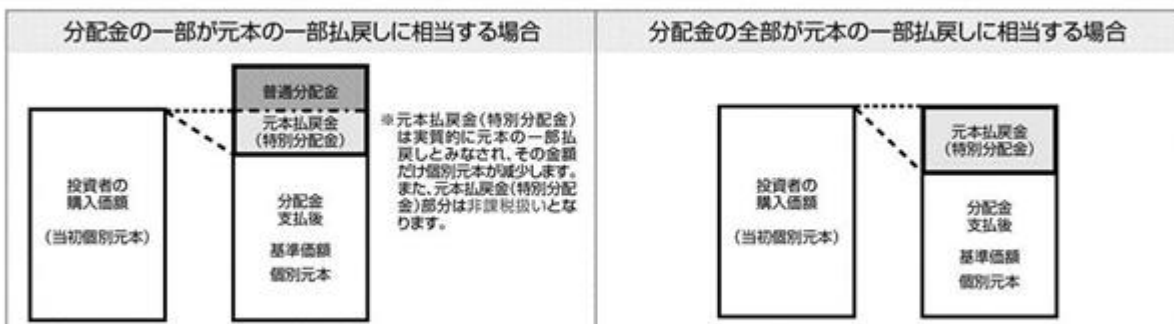 分配金の一部が元本の一部払戻しに相当する場合
普通分配金
元本払戻金
(特別分配金)
投資者の
購入価額
(当初個別元本)
分配金
支払後
基準価額
個別元本
※元本払戻金(特別分配金)
は実質的に元本の一部払
戻しとみなされ、その金額
だけ個別元本が減少します。
また、元本払戻金(特別分配
金)部分は非課税扱いとな
ります。
分配金の全部が元本の一部払戻しに相当する場合
元本払戻金
(特別分配金)
投資者の
購入価額
(当初個別元本)
分配金
支払後
基準価額
個別元本